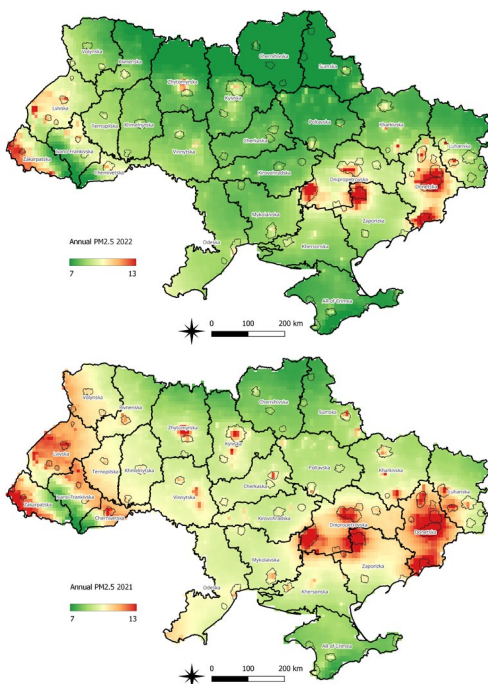 Volynska
Rivnenska
Zhytomyrska
Kyivska
Chernihivska
Sumska
Lvivska
Ternopilska
Khmelnytska
Vinnytska
Cherkaska
Poltavska
Kharkivska
Luhanska
Zakarpatska
Ivano-Frankivska
Chernivetska
Kirovohradska
Dnipropetrovska
Donetska
Odeska
Mykolaivska
Zaporizka
Khersonska
AR of Crimea
Annual PM2.5 2022
7 13
0 100 200 km
Volynska
Rivnenska
Zhytomyrska
Kyivska
Chernihivska
Sumska
Lvivska
Ternopilska
Khmelnytska
Vinnytska
Cherkaska
Poltavska
Kharkivska
Luhanska
Zakarpatska
Ivano-Frankivska
Chernivetska
Kirovohradska
Dnipropetrovska
Donetska
Odeska
Mykolaivska
Zaporizka
Khersonska
AR of Crimea
Annual PM2.5 2021
7 13
0 100 200 km